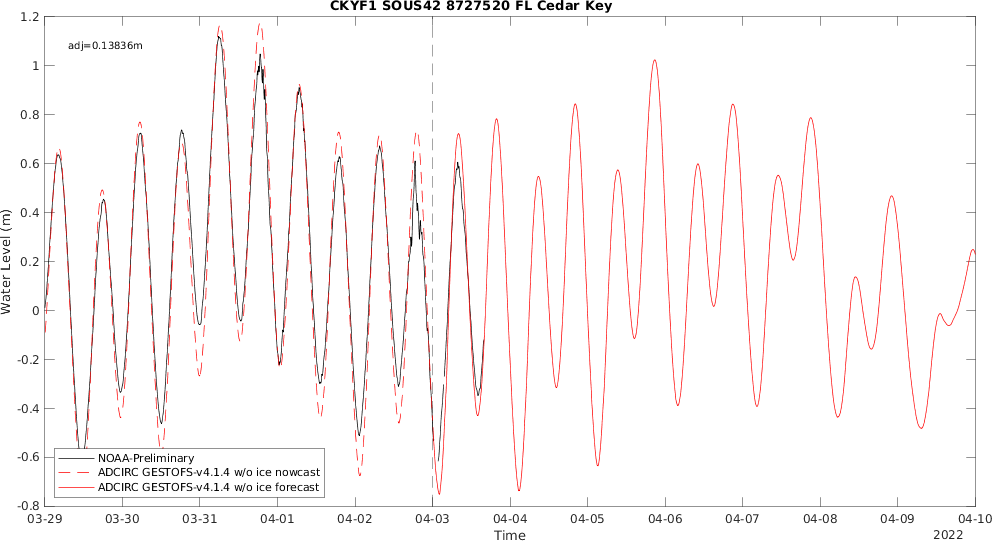 CKYF1 SOUS42 8727520 FL Cedar Key
adj=0.13836m
1.2
1
0.8
0.6
0.4
0.2
0
-0.2
-0.4
-0.6
-0.8
Water Level (m)
NOAA-Preliminary
ADCIRC GESTOFS-v4.1.4 w/o ice nowcast
ADCIRC GESTOFS-v4.1.4 w/o ice forecast
03-29 03-30 03-31 04-01 04-02 04-03 04-04 04-05 04-06 04-07 04-08 04-09 04-10
Time
2022